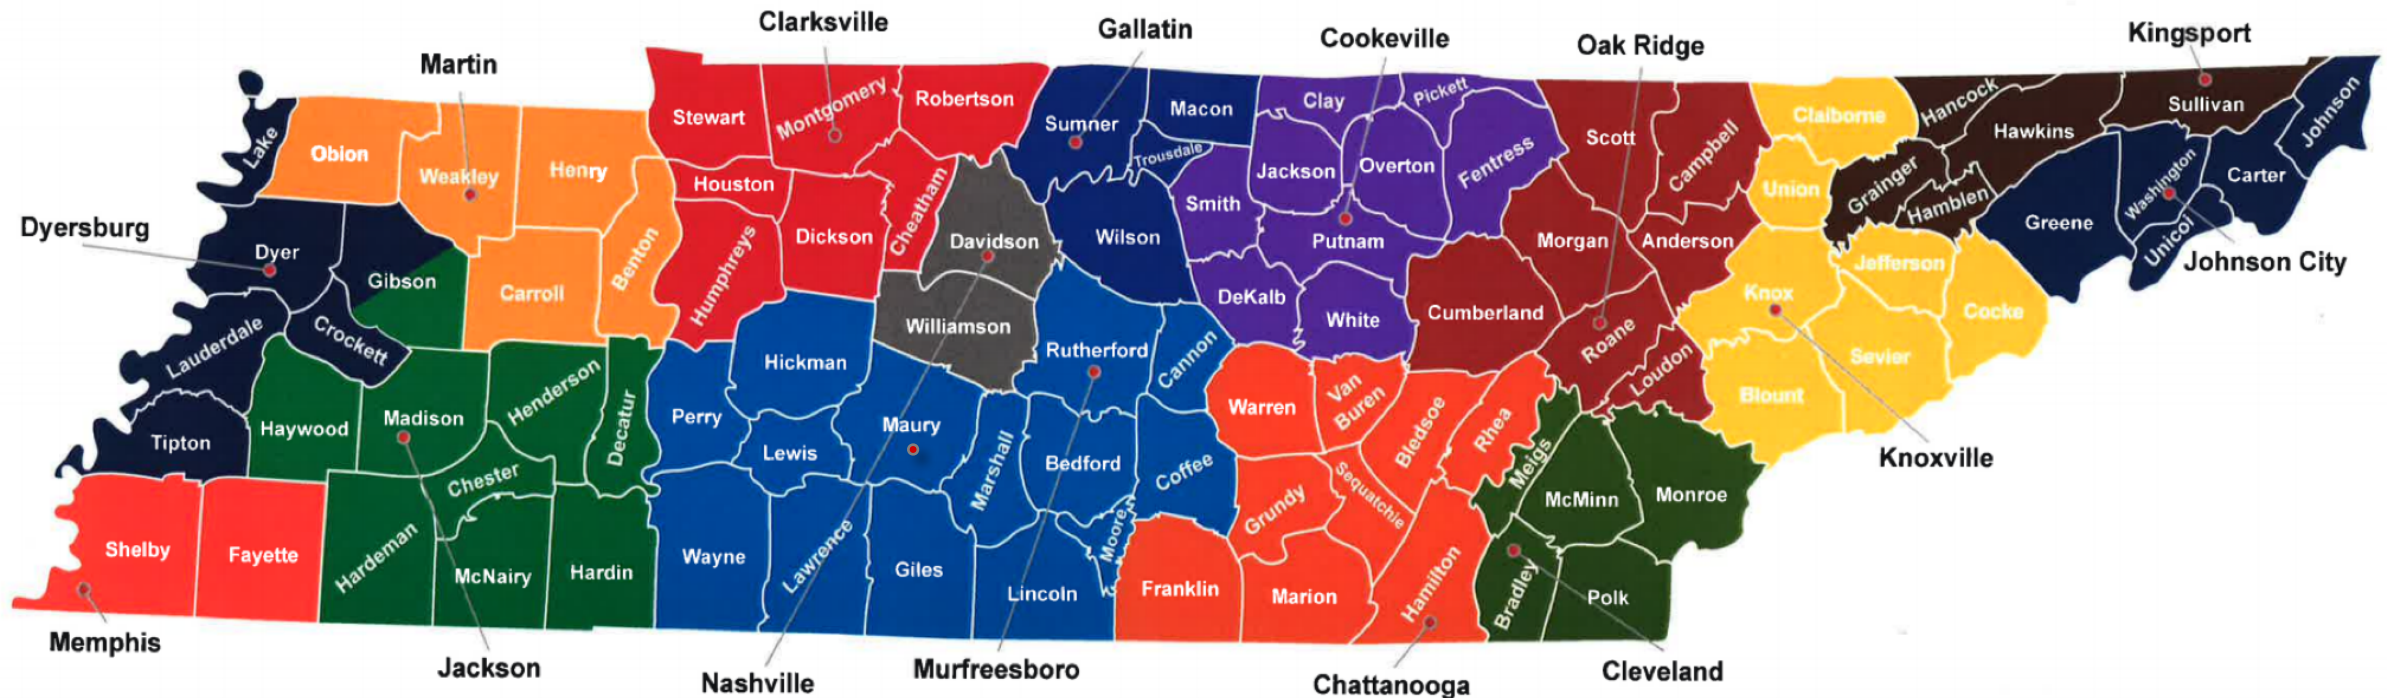 Clarksville
Gallatin
Cookeville
Oak Ridge
Kingsport
Martin
Lake
Obion
Weakley
Henry
Stewart
Montgomery
Robertson
Sumner
Macon
Trousdale
Clay
Pickett
Jackson
Overton
Fentress
Scott
Campbell
Claiborne
Union
Hancock
Hawkins
Sullivan
Johnson
Grainger
Hamblen
Greene
Washington
Unicoi
Carter
Johnson City
Dyersburg
Dyer
Gibson
Carroll
Benton
Houston
Humphreys
Dickson
Cheatham
Davidson
Williamson
Wilson
Smith
Putnam
DeKalb
White
Cumberland
Morgan
Anderson
Roane
Loudon
Knox
Jefferson
Cocke
Sevier
Blount
Lauderdale
Crockett
Tipton
Haywood
Madison
Henderson
Decatur
Chester
Perry
Hickman
Lewis
Maury
Marshall
Rutherford
Cannon
Bedford
Coffee
Warren
Van
Buren
Bledsoe
Rhea
Meigs
McMinn
Monroe
Knoxville
Shelby
Fayette
Hardeman
McNairy
Hardin
Wayne
Lawrence
Giles
Lincoln
Moore
Franklin
Grundy
Sequatchie
Marion
Hamilton
Bradley
Polk
Memphis
Jackson
Nashville
Murfreesboro
Chattanooga
Cleveland